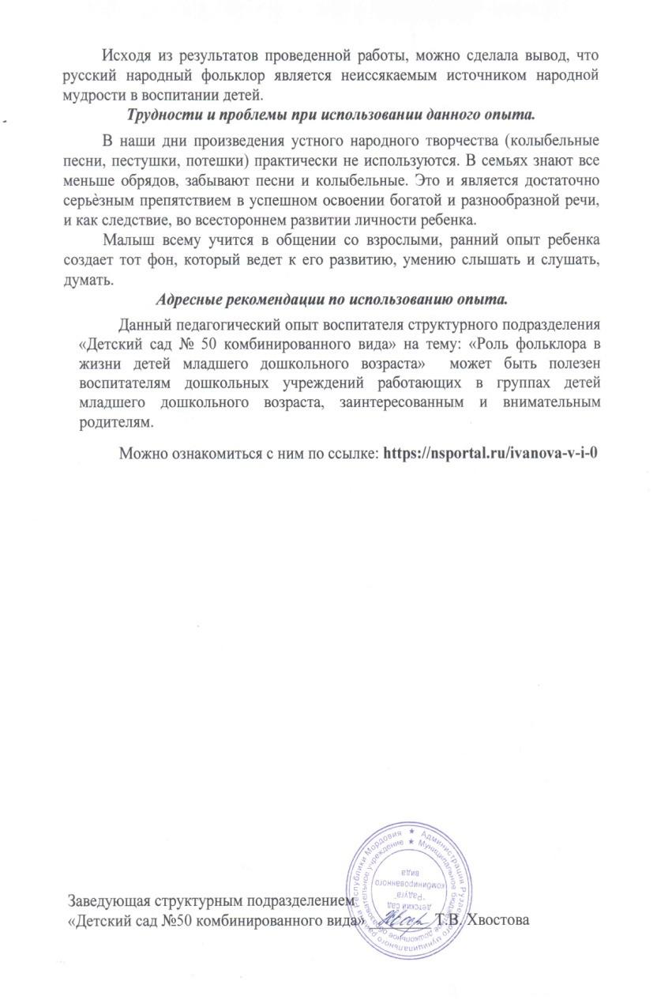 Исходя из результатов проведенной работы, можно сделала вывод, что
русский народный фольклор является неиссякаемым источником народной
мудрости в воспитании детей.
Трудности и проблемы при использовании данного опыта.
В наши дни произведения устного народного творчества (колыбельные
песни, пестушки, потешки) практически не используются. В семьях знают все
меньше обрядов, забывают песни и колыбельные. Это и является достаточно
серьѐзным препятствием в успешном освоении богатой и разнообразной речи,
и как следствие, во всестороннем развитии личности ребенка.
Малыш всему учится в общении со взрослыми, ранний опыт ребенка
создает тот фон, который ведет к его развитию, умению слышать и слушать,
думать.
Адресные рекомендации по использованию опыта.
Данный педагогический опыт воспитателя структурного подразделения
«Детский сад № 50 комбинированного вида» на тему: «Роль фольклора в
жизни детей младшего дошкольного возраста» может быть полезен
воспитателям дошкольных учреждений работающих в группах детей
младшего дошкольного возраста, заинтересованным и внимательным
родителям.
Можно ознакомиться с ним по ссылке: https://nsportal.ru/ivanova-v-i-0
Заведующая структурным подразделением
«Детский сад №50 комбинированного вида» Т.В. Хвостова
★ Администрация Рузаевского муниципального района Республики Мордовия
★ Муниципальное бюджетное дошкольное образовательное учреждение
детский сад
"Радуга"
комбинированного
вида